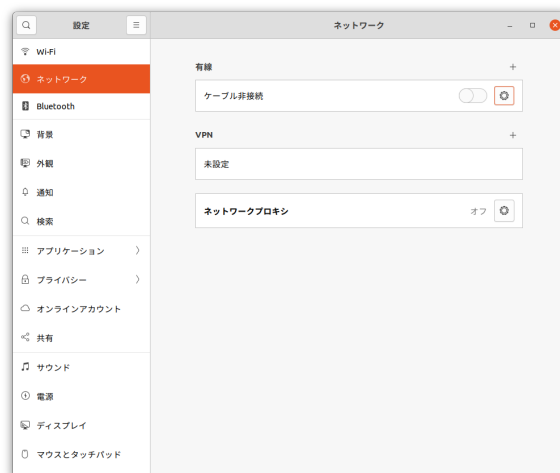 設定
ネットワーク
Wi-Fi
ネットワーク
Bluetooth
背景
外観
通知
検索
アプリケーション
プライバシー
オンラインアカウント
共有
サウンド
電源
ディスプレイ
マウスとタッチパッド
有線
ケーブル非接続
VPN
未設定
ネットワークプロキシ
オフ